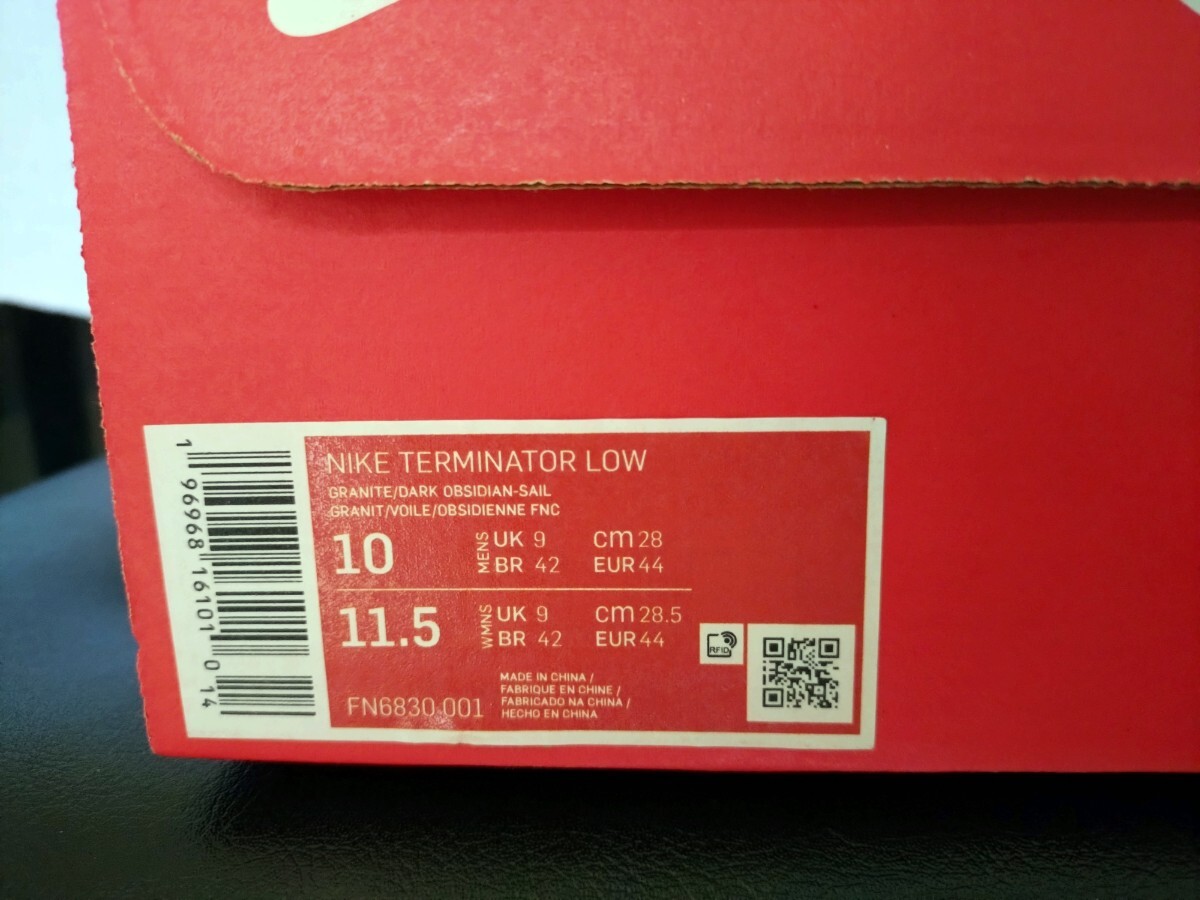 NIKE TERMINATOR LOW
GRANITE/DARK OBSIDIAN-SAIL
GRANIT/VOILE/OBSIDIENNE FNC
10 MENS UK 9 cm 28
BR 42 EUR 44
11.5 WMNS UK 9 cm 28.5
BR 42 EUR 44
RFID
MADE IN CHINA /
FABRIQUE EN CHINE /
FABRICADO NA CHINA /
HECHO EN CHINA
FN6830.001
1 96968 16101 0 14